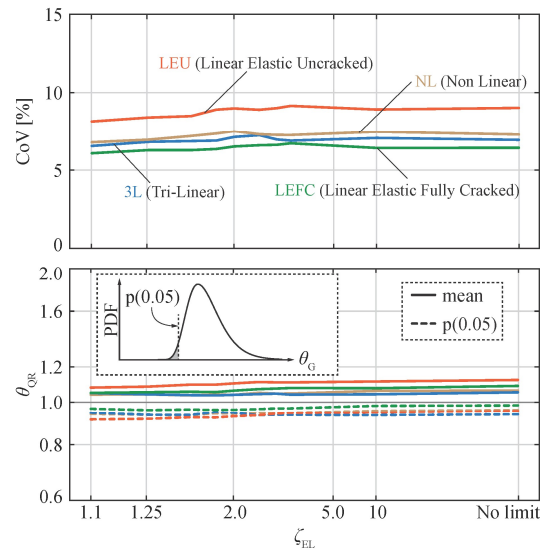 15
LEU (Linear Elastic Uncracked)
NL (Non Linear)
10
CoV [%]
5
3L (Tri-Linear)
LEFC (Linear Elastic Fully Cracked)
0
2.0
p(0.05)
PDF
θG
mean
p(0.05)
1.6
1.2
θQR
1.0
0.8
0.6
1.1 1.25 2.0 5.0 10 No limit
ζEL